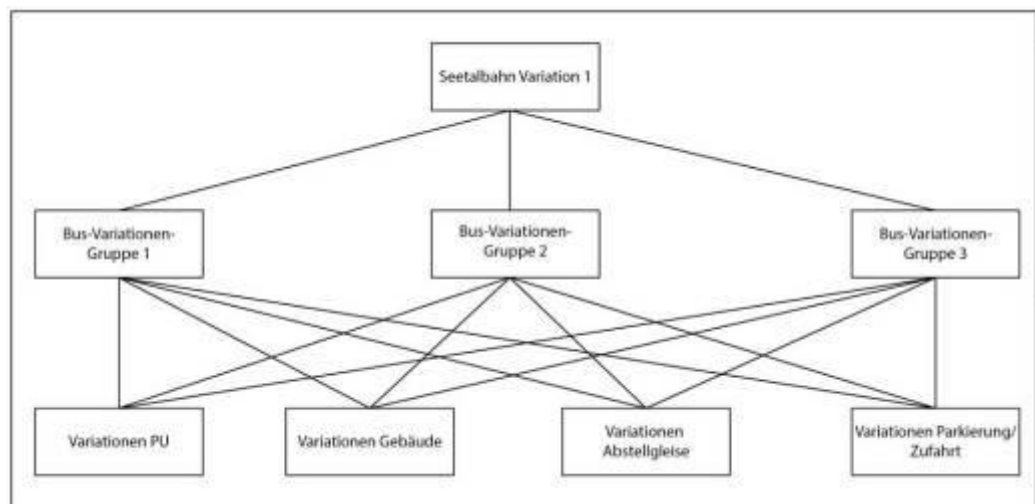 Seetalbahn Variation 1
Bus-Variationen-
Gruppe 1
Bus-Variationen-
Gruppe 2
Bus-Variationen-
Gruppe 3
Variationen PU
Variationen Gebäude
Variationen
Abstellgleise
Variationen Parkierung/
Zufahrt